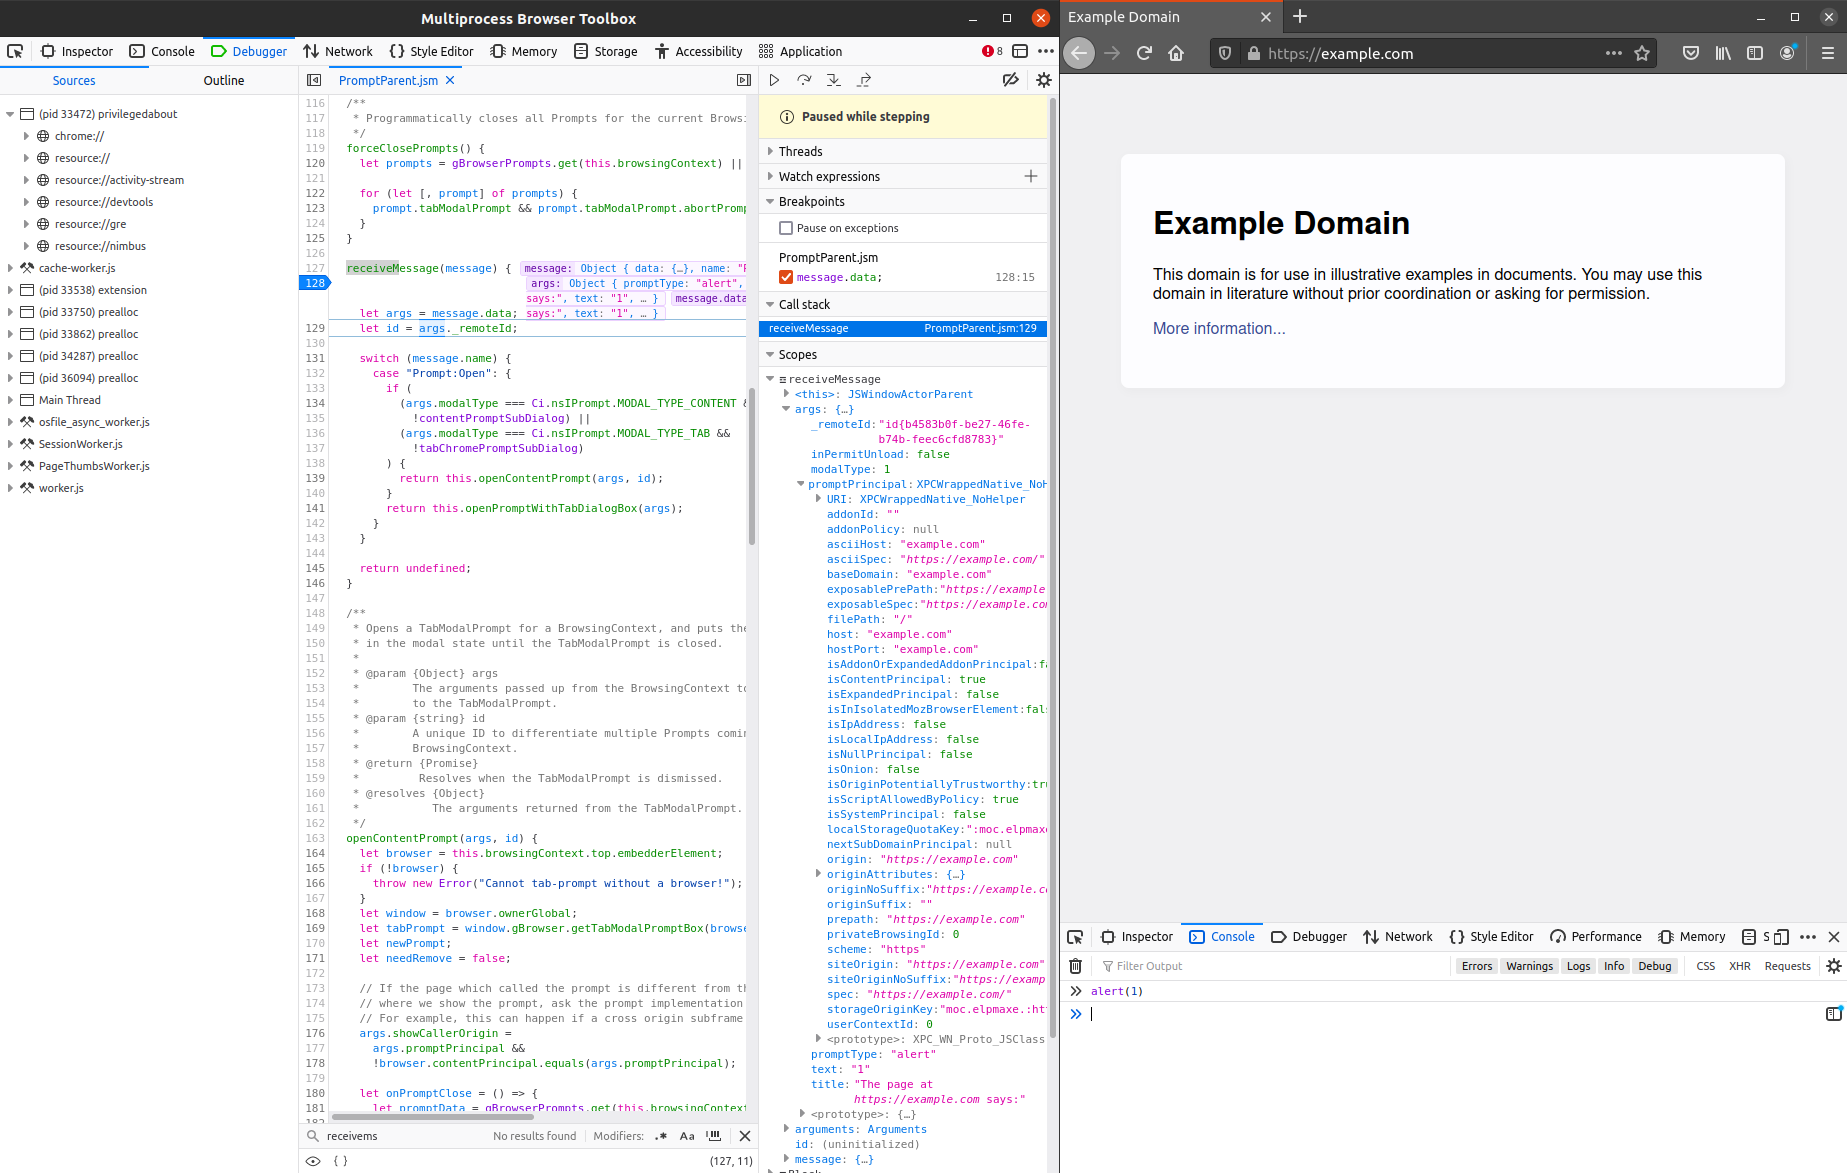 Multiprocess Browser Toolbox
Inspector Console Debugger Network Style Editor Memory Storage Accessibility Application 8
Sources Outline
(pid 33472) privilegedabout
chrome://
resource://
resource://activity-stream
resource://devtools
resource://gre
resource://nimbus
cache-worker.js
(pid 33538) extension
(pid 33750) prealloc
(pid 33862) prealloc
(pid 34287) prealloc
(pid 36094) prealloc
Main Thread
osfile_async_worker.js
SessionWorker.js
PageThumbsWorker.js
worker.js
PromptParent.jsm
116 /**
117 * Programmatically closes all Prompts for the current Browsi
118 */
119 forceClosePrompts() {
120 let prompts = gBrowserPrompts.get(this.browsingContext) ||
121
122 for (let [, prompt] of prompts) {
123 prompt.tabModalPrompt && prompt.tabModalPrompt.abortPromp
124 }
125 }
126
127 receiveMessage(message) { message: Object { data: {…}, name: "P
128 args: Object { promptType: "alert",
says:", text: "1", … } message.data
let args = message.data; says:", text: "1", … }
129 let id = args._remoteId;
130
131 switch (message.name) {
132 case "Prompt:Open": {
133 if (
134 (args.modalType === Ci.nsIPrompt.MODAL_TYPE_CONTENT &
135 !contentPromptSubDialog) ||
136 (args.modalType === Ci.nsIPrompt.MODAL_TYPE_TAB &&
137 !tabChromePromptSubDialog)
138 ) {
139 return this.openContentPrompt(args, id);
140 }
141 return this.openPromptWithTabDialogBox(args);
142 }
143 }
144
145 return undefined;
146 }
147
148 /**
149 * Opens a TabModalPrompt for a BrowsingContext, and puts the
150 * in the modal state until the TabModalPrompt is closed.
151 *
152 * @param {Object} args
153 * The arguments passed up from the BrowsingContext to
154 * to the TabModalPrompt.
155 * @param {string} id
156 * A unique ID to differentiate multiple Prompts comin
157 * BrowsingContext.
158 * @return {Promise}
159 * Resolves when the TabModalPrompt is dismissed.
160 * @resolves {Object}
161 * The arguments returned from the TabModalPrompt.
162 */
163 openContentPrompt(args, id) {
164 let browser = this.browsingContext.top.embedderElement;
165 if (!browser) {
166 throw new Error("Cannot tab-prompt without a browser!");
167 }
168 let window = browser.ownerGlobal;
169 let tabPrompt = window.gBrowser.getTabModalPromptBox(browse
170 let newPrompt;
171 let needRemove = false;
172
173 // If the page which called the prompt is different from th
174 // where we show the prompt, ask the prompt implementation
175 // For example, this can happen if a cross origin subframe
176 args.showCallerOrigin =
177 args.promptPrincipal &&
178 !browser.contentPrincipal.equals(args.promptPrincipal);
179
180 let onPromptClose = () => {
181 let promptData = gBrowserPrompts.get(this.browsingContext
182
receivems No results found Modifiers: .* Aa
{ } (127, 11)
Paused while stepping
Threads
Watch expressions
Breakpoints
Pause on exceptions
PromptParent.jsm
message.data; 128:15
Call stack
receiveMessage PromptParent.jsm:129
Scopes
receiveMessage
<this>: JSWindowActorParent
args: {…}
_remoteId: "id{b4583b0f-be27-46fe-
b74b-feec6cfd8783}"
inPermitUnload: false
modalType: 1
promptPrincipal: XPCWrappedNative_NoH
URI: XPCWrappedNative_NoHelper
addonId: ""
addonPolicy: null
asciiHost: "example.com"
asciiSpec: "https://example.com/"
baseDomain: "example.com"
exposablePrePath: "https://example
exposableSpec: "https://example.com
filePath: "/"
host: "example.com"
hostPort: "example.com"
isAddonOrExpandedAddonPrincipal: fa
isContentPrincipal: true
isExpandedPrincipal: false
isInIsolatedMozBrowserElement: fals
isIpAddress: false
isLocalIpAddress: false
isNullPrincipal: false
isOnion: false
isOriginPotentiallyTrustworthy: tr
isScriptAllowedByPolicy: true
isSystemPrincipal: false
localStorageQuotaKey: ":moc.elpmaxe
nextSubDomainPrincipal: null
origin: "https://example.com"
originAttributes: {…}
originNoSuffix: "https://example.co
originSuffix: ""
prepath: "https://example.com"
privateBrowsingId: 0
scheme: "https"
siteOrigin: "https://example.com"
siteOriginNoSuffix: "https://examp
spec: "https://example.com/"
storageOriginKey: "moc.elpmaxe.:ht
userContextId: 0
<prototype>: XPC_WN_Proto_JSClass
promptType: "alert"
text: "1"
title: "The page at
https://example.com says:"
<prototype>: {…}
arguments: Arguments
id: (uninitialized)
message: {…}
Block
Example Domain
https://example.com
Example Domain
This domain is for use in illustrative examples in documents. You may use this
domain in literature without prior coordination or asking for permission.
More information...
Inspector Console Debugger Network Style Editor Performance Memory S
Filter Output Errors Warnings Logs Info Debug CSS XHR Requests
alert(1)